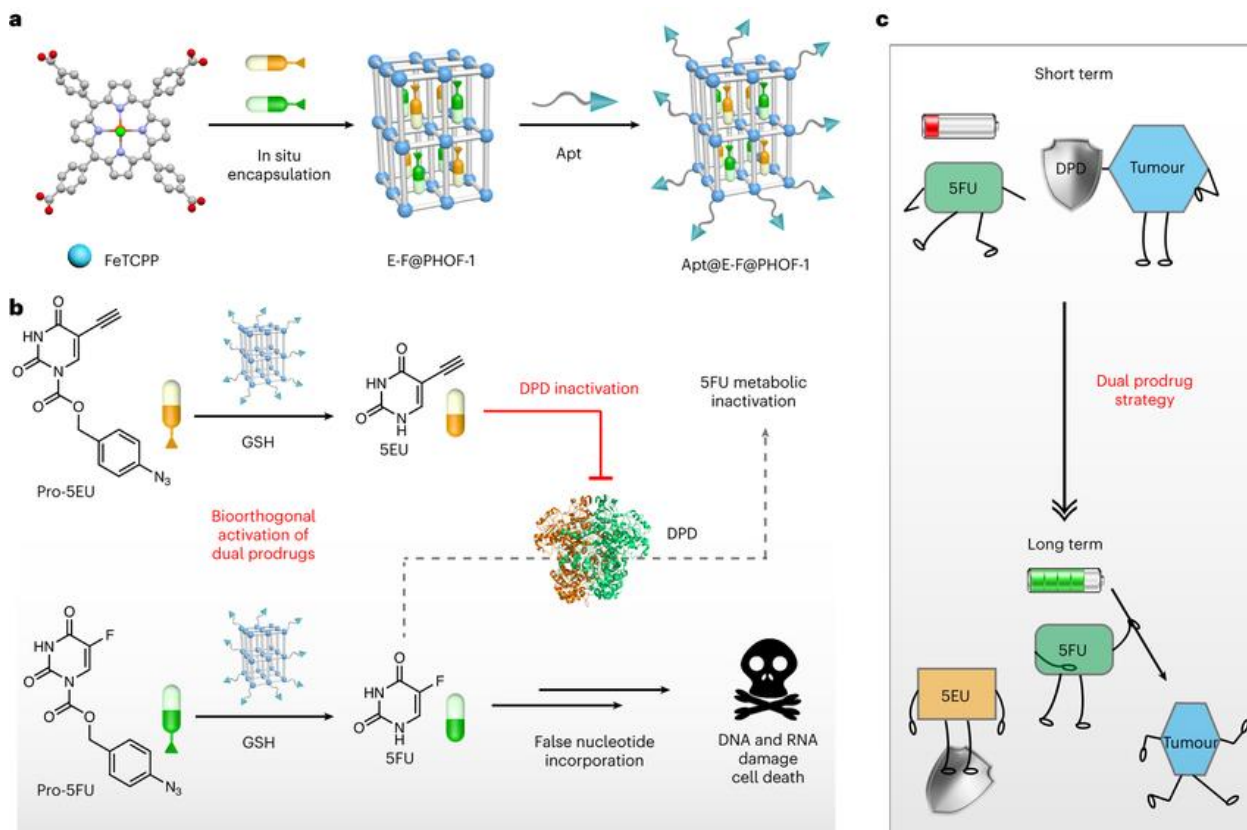 a
In situ
encapsulation
Apt
FeTCPP
E-F@PHOF-1
Apt@E-F@PHOF-1
b
O
HN
O
N
O
O
N₃
Pro-5EU
GSH
O
HN
O
N
H
5EU
DPD inactivation
5FU metabolic
inactivation
DPD
Bioorthogonal
activation of
dual prodrugs
O
F
HN
O
N
O
O
N₃
Pro-5FU
GSH
O
F
HN
O
N
H
5FU
False nucleotide
incorporation
DNA and RNA
damage
cell death
c
Short term
5FU
DPD
Tumour
Dual prodrug
strategy
Long term
5FU
5EU
Tumour